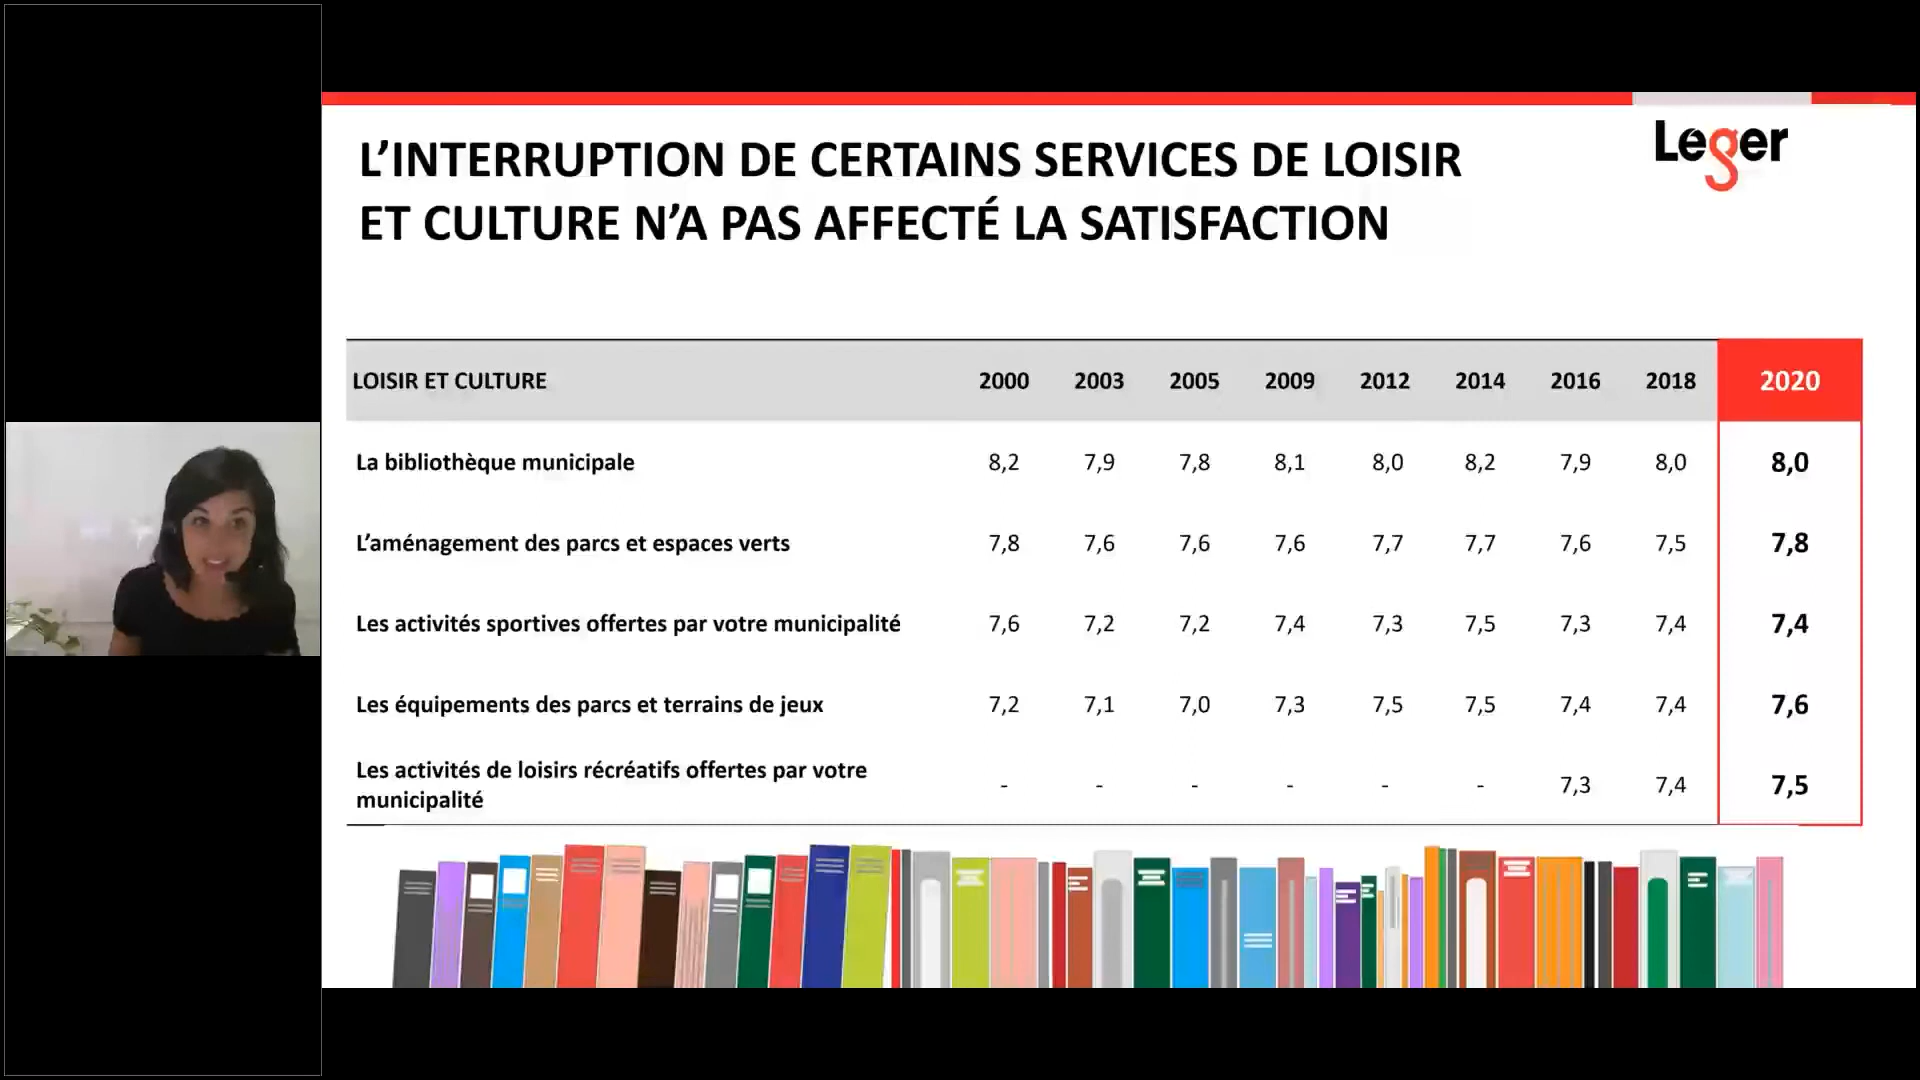 Léger
L’INTERRUPTION DE CERTAINS SERVICES DE LOISIR
ET CULTURE N’A PAS AFFECTÉ LA SATISFACTION
LOISIR ET CULTURE 2000 2003 2005 2009 2012 2014 2016 2018 2020
La bibliothèque municipale 8,2 7,9 7,8 8,1 8,0 8,2 7,9 8,0 8,0
L’aménagement des parcs et espaces verts 7,8 7,6 7,6 7,6 7,7 7,7 7,6 7,5 7,8
Les activités sportives offertes par votre municipalité 7,6 7,2 7,2 7,4 7,3 7,5 7,3 7,4 7,4
Les équipements des parcs et terrains de jeux 7,2 7,1 7,0 7,3 7,5 7,5 7,4 7,4 7,6
Les activités de loisirs récréatifs offertes par votre
municipalité - - - - - - 7,3 7,4 7,5